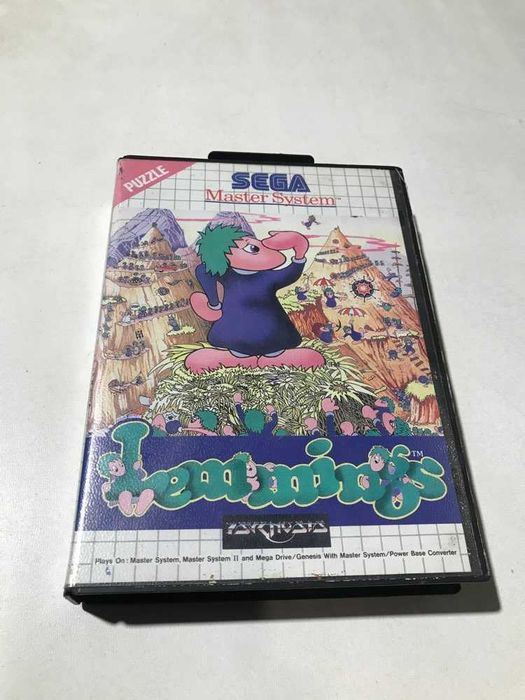 PUZZLE
SEGA
Master System™
Lemmings™
PSYGNOSIS
Plays On: Master System, Master System II and Mega Drive/Genesis With Master System/Power Base Converter